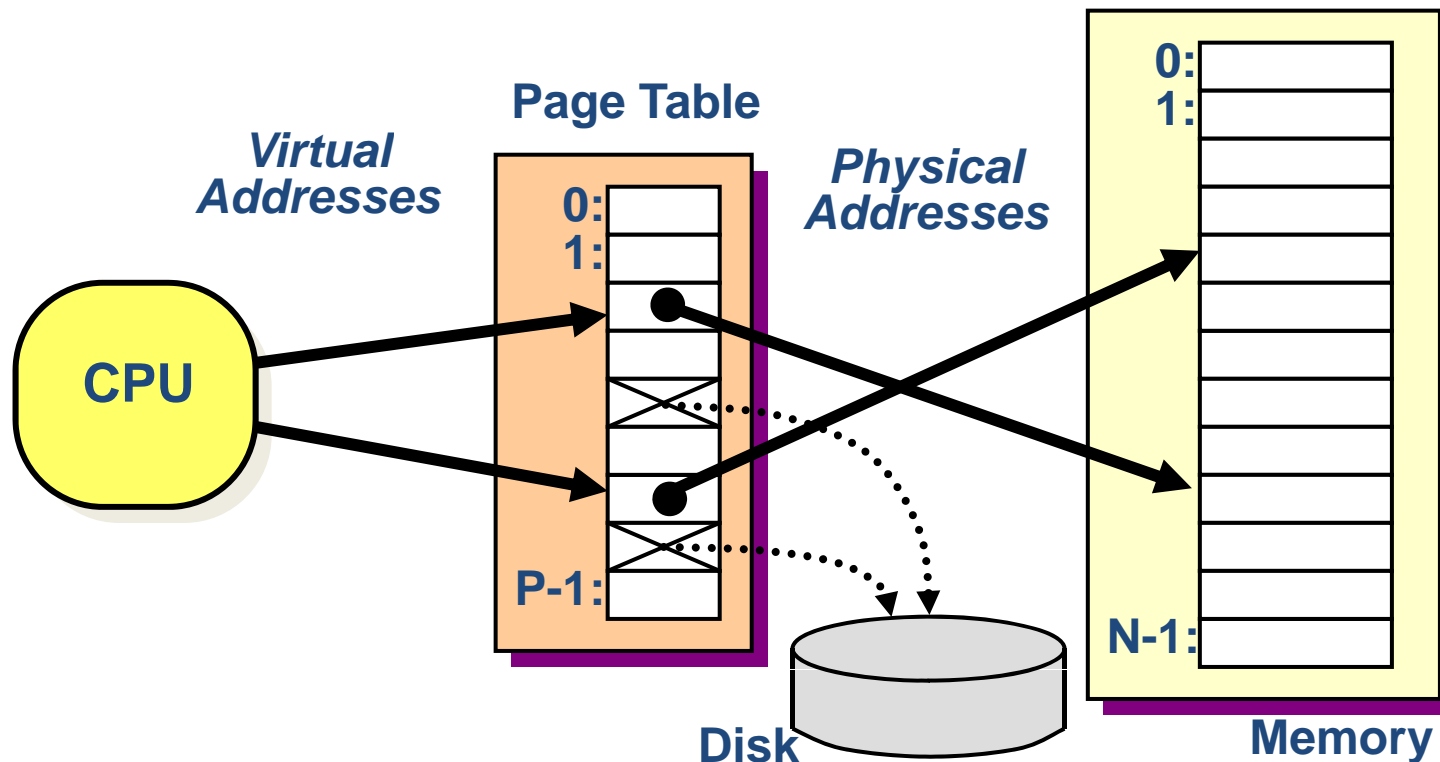 Page Table
Virtual
Addresses
Physical
Addresses
CPU
0:
1:
P-1:
0:
1:
N-1:
Disk
Memory